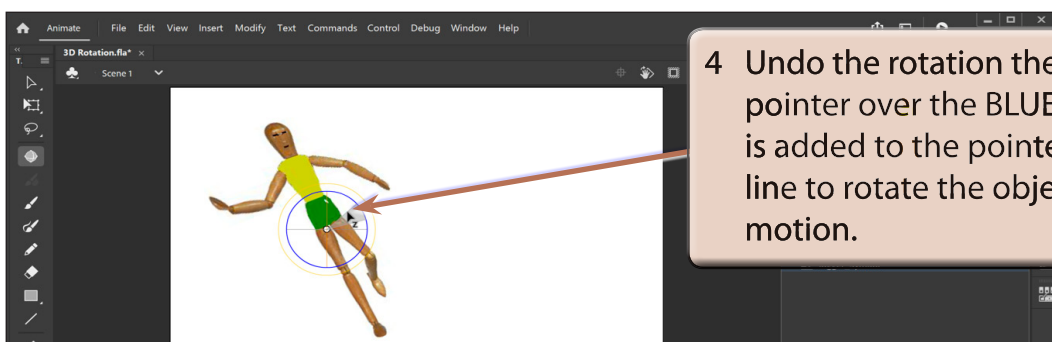 Animate File Edit View Insert Modify Text Commands Control Debug Window Help
3D Rotation.fla* ×
T.
Scene 1
Z
4 Undo the rotation the
pointer over the BLUE
is added to the pointe
line to rotate the obje
motion.